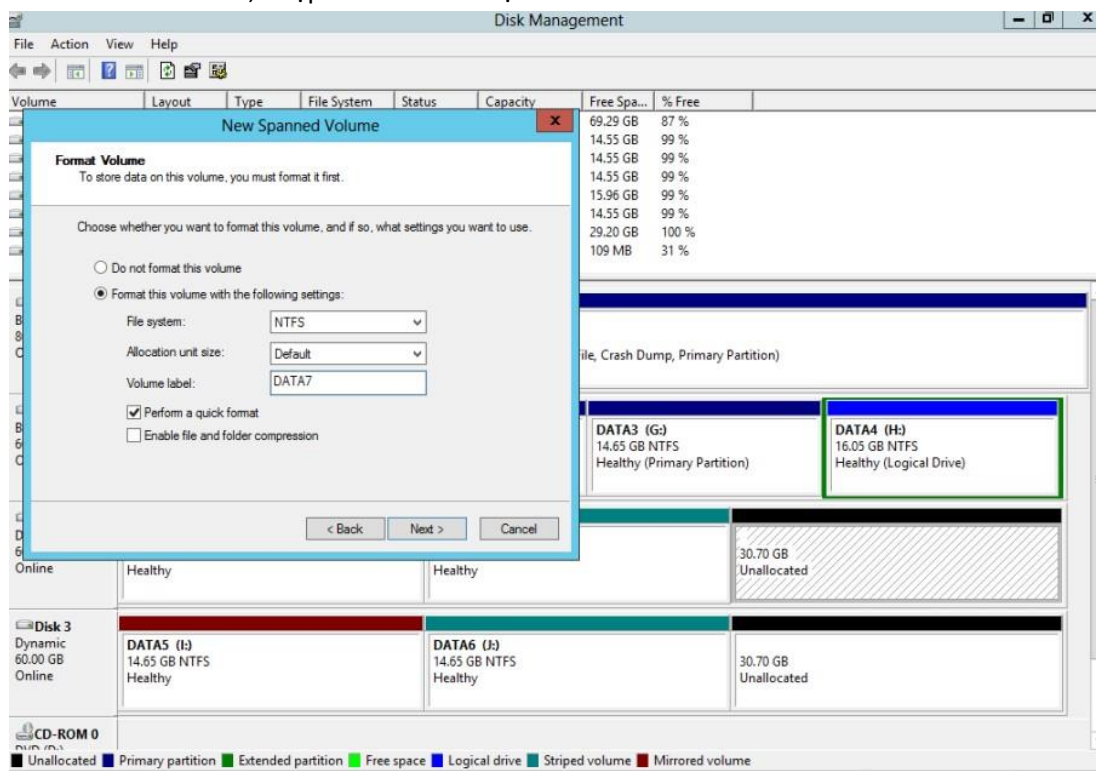 Disk Management
File Action View Help
Volume Layout Type File System Status Capacity Free Spa... % Free
69.29 GB 87 %
14.55 GB 99 %
14.55 GB 99 %
14.55 GB 99 %
15.96 GB 99 %
14.55 GB 99 %
29.20 GB 100 %
109 MB 31 %
New Spanned Volume
Format Volume
To store data on this volume, you must format it first.
Choose whether you want to format this volume, and if so, what settings you want to use.
Do not format this volume
Format this volume with the following settings:
File system: NTFS
Allocation unit size: Default
Volume label: DATA7
Perform a quick format
Enable file and folder compression
< Back Next > Cancel
ile, Crash Dump, Primary Partition)
DATA3 (G:)
14.65 GB NTFS
Healthy (Primary Partition)
DATA4 (H:)
16.05 GB NTFS
Healthy (Logical Drive)
Online
Healthy
Healthy
30.70 GB
Unallocated
Disk 3
Dynamic
60.00 GB
Online
DATA5 (I:)
14.65 GB NTFS
Healthy
DATA6 (J:)
14.65 GB NTFS
Healthy
30.70 GB
Unallocated
CD-ROM 0
Unallocated Primary partition Extended partition Free space Logical drive Striped volume Mirrored volume